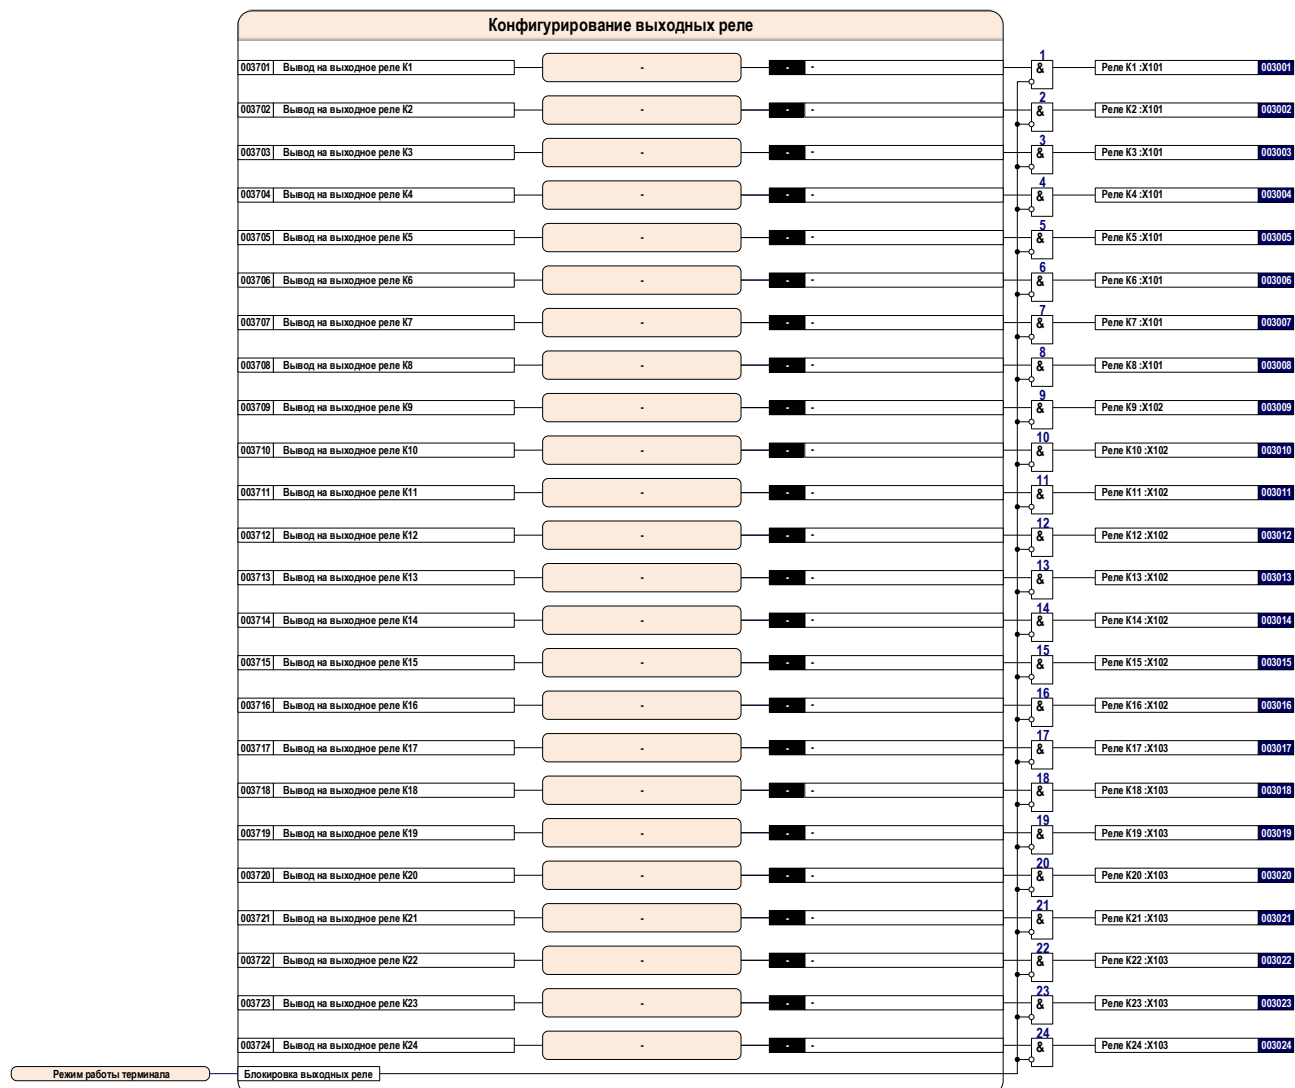 Конфигурирование выходных реле
1
003701 Вывод на выходное реле К1 - - - & Реле К1 :X101 003001
2
003702 Вывод на выходное реле К2 - - - & Реле К2 :X101 003002
3
003703 Вывод на выходное реле К3 - - - & Реле К3 :X101 003003
4
003704 Вывод на выходное реле К4 - - - & Реле К4 :X101 003004
5
003705 Вывод на выходное реле К5 - - - & Реле К5 :X101 003005
6
003706 Вывод на выходное реле К6 - - - & Реле К6 :X101 003006
7
003707 Вывод на выходное реле К7 - - - & Реле К7 :X101 003007
8
003708 Вывод на выходное реле К8 - - - & Реле К8 :X101 003008
9
003709 Вывод на выходное реле К9 - - - & Реле К9 :X102 003009
10
003710 Вывод на выходное реле К10 - - - & Реле К10 :X102 003010
11
003711 Вывод на выходное реле К11 - - - & Реле К11 :X102 003011
12
003712 Вывод на выходное реле К12 - - - & Реле К12 :X102 003012
13
003713 Вывод на выходное реле К13 - - - & Реле К13 :X102 003013
14
003714 Вывод на выходное реле К14 - - - & Реле К14 :X102 003014
15
003715 Вывод на выходное реле К15 - - - & Реле К15 :X102 003015
16
003716 Вывод на выходное реле К16 - - - & Реле К16 :X102 003016
17
003717 Вывод на выходное реле К17 - - - & Реле К17 :X103 003017
18
003718 Вывод на выходное реле К18 - - - & Реле К18 :X103 003018
19
003719 Вывод на выходное реле К19 - - - & Реле К19 :X103 003019
20
003720 Вывод на выходное реле К20 - - - & Реле К20 :X103 003020
21
003721 Вывод на выходное реле К21 - - - & Реле К21 :X103 003021
22
003722 Вывод на выходное реле К22 - - - & Реле К22 :X103 003022
23
003723 Вывод на выходное реле К23 - - - & Реле К23 :X103 003023
24
003724 Вывод на выходное реле К24 - - - & Реле К24 :X103 003024
Режим работы терминала Блокировка выходных реле